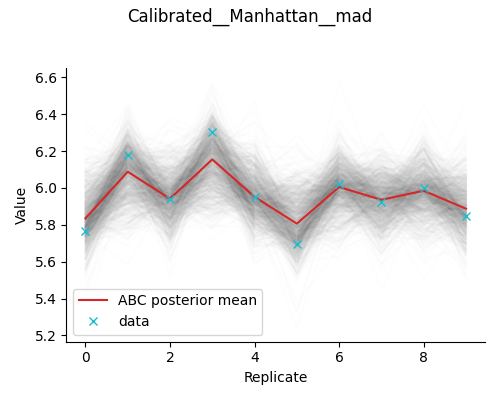 Calibrated__Manhattan__mad
6.6
6.4
6.2
6.0
5.8
5.6
5.4
5.2
Value
ABC posterior mean
data
0 2 4 6 8
Replicate